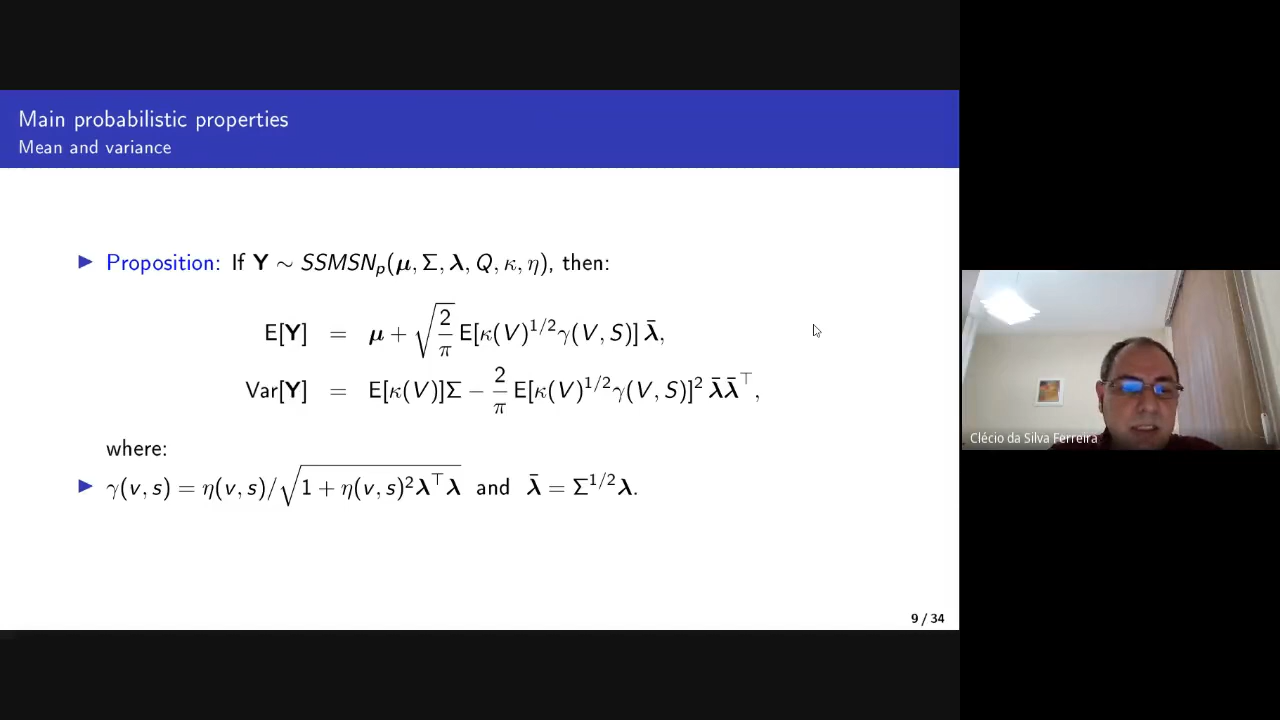 Main probabilistic properties
Mean and variance
▶ Proposition: If Y ∼ SSMSNₚ(μ, Σ, λ, Q, κ, η), then:
E[Y] = μ + √(2/π) E[κ(V)^{1/2}γ(V, S)] λ̄,
Var[Y] = E[κ(V)]Σ − 2/π E[κ(V)^{1/2}γ(V, S)]² λ̄λ̄^⊤,
where:
▶ γ(v, s) = η(v, s)/√(1 + η(v, s)²λ^⊤λ) and λ̄ = Σ^{1/2}λ.
Clécio da Silva Ferreira
9 / 34